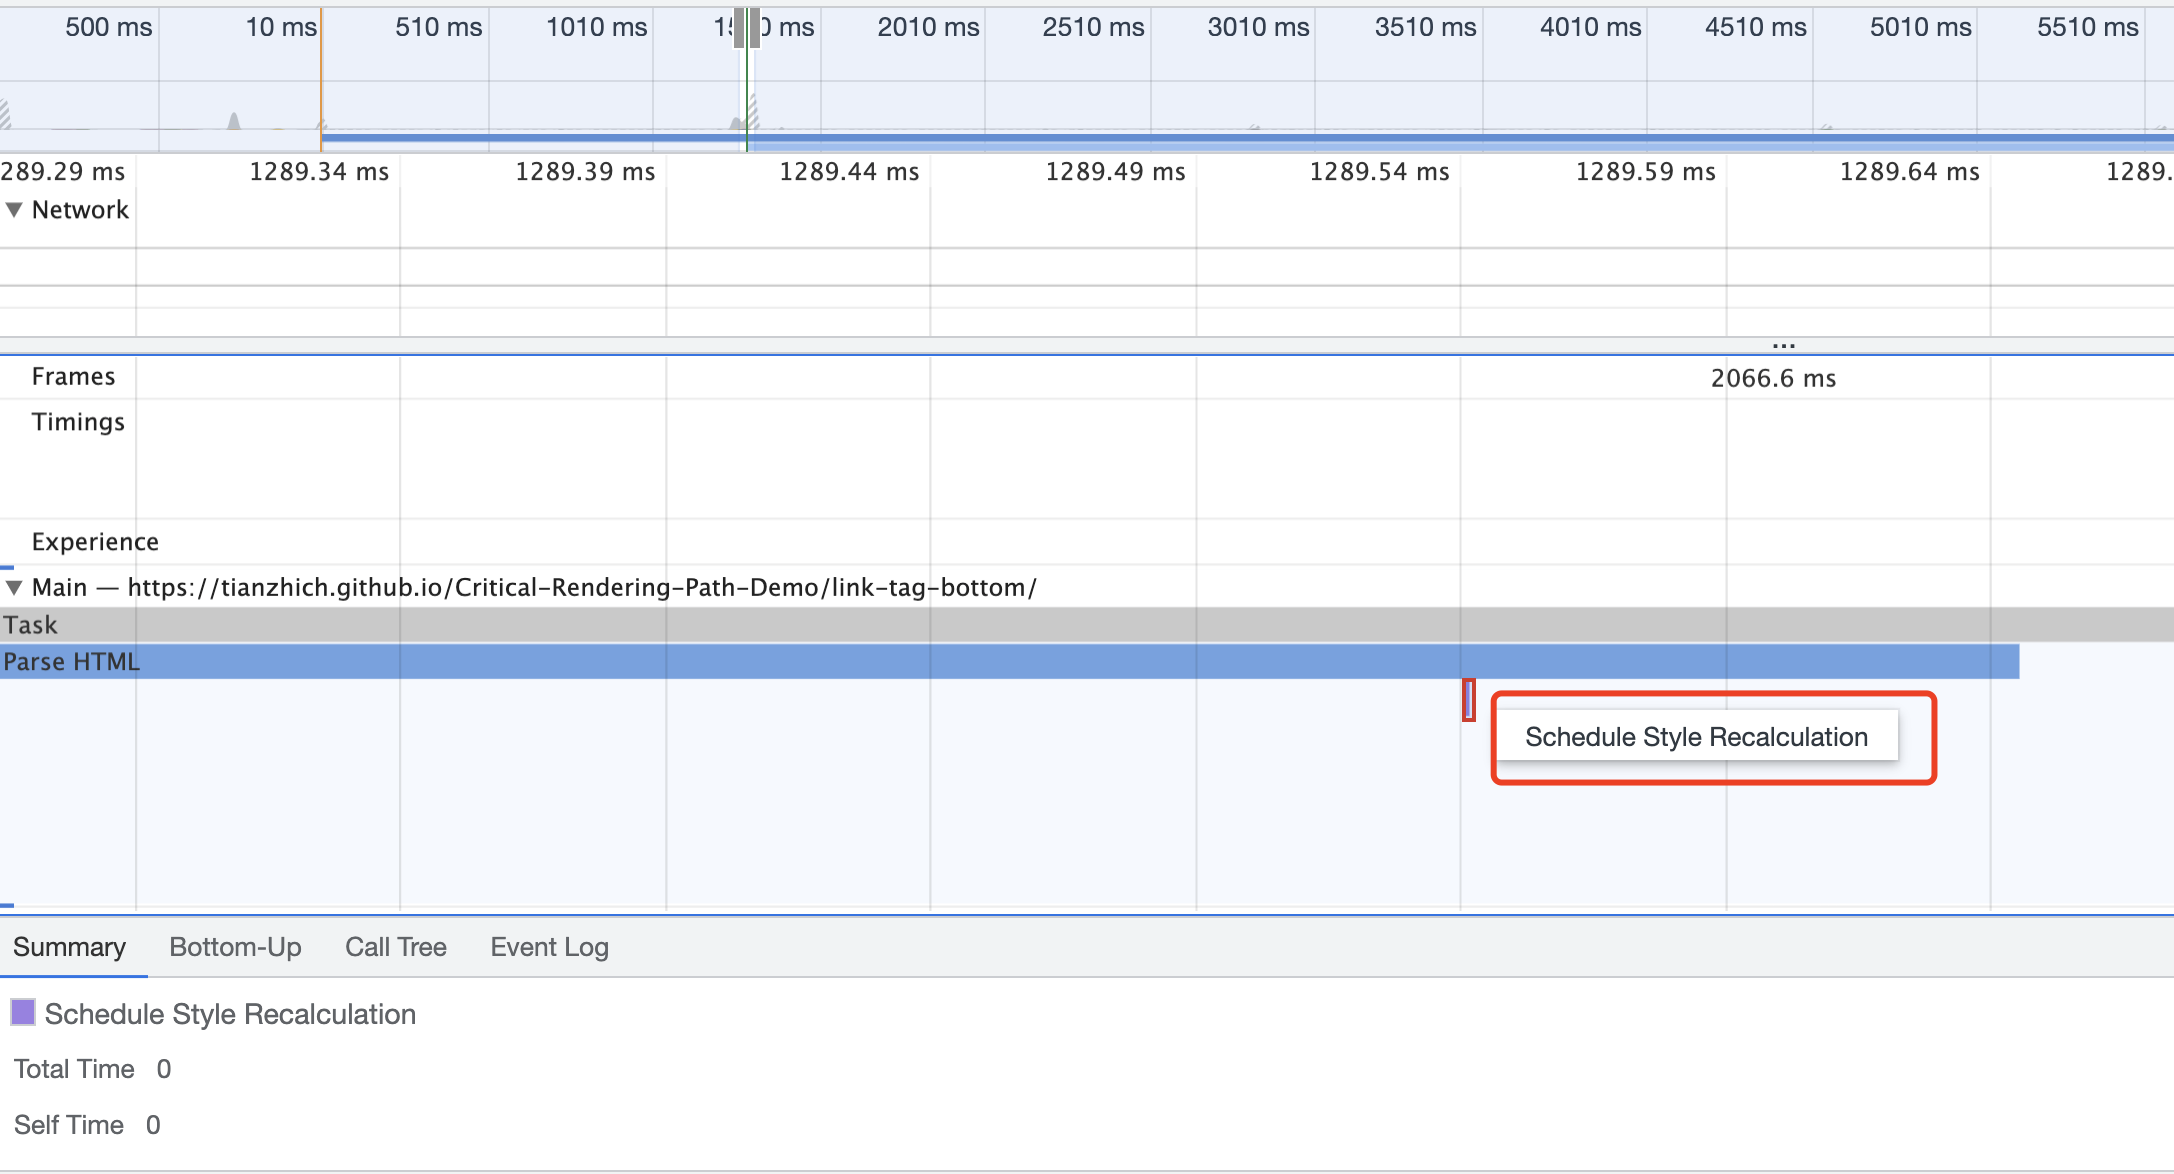 500 ms 10 ms 510 ms 1010 ms ms 2010 ms 2510 ms 3010 ms 3510 ms 4010 ms 4510 ms 5010 ms 5510 ms
289.29 ms 1289.34 ms 1289.39 ms 1289.44 ms 1289.49 ms 1289.54 ms 1289.59 ms 1289.64 ms 1289.
▼ Network
...
Frames 2066.6 ms
Timings
Experience
▼ Main — https://tianzhich.github.io/Critical-Rendering-Path-Demo/link-tag-bottom/
Task
Parse HTML
Schedule Style Recalculation
Summary Bottom-Up Call Tree Event Log
Schedule Style Recalculation
Total Time 0
Self Time 0